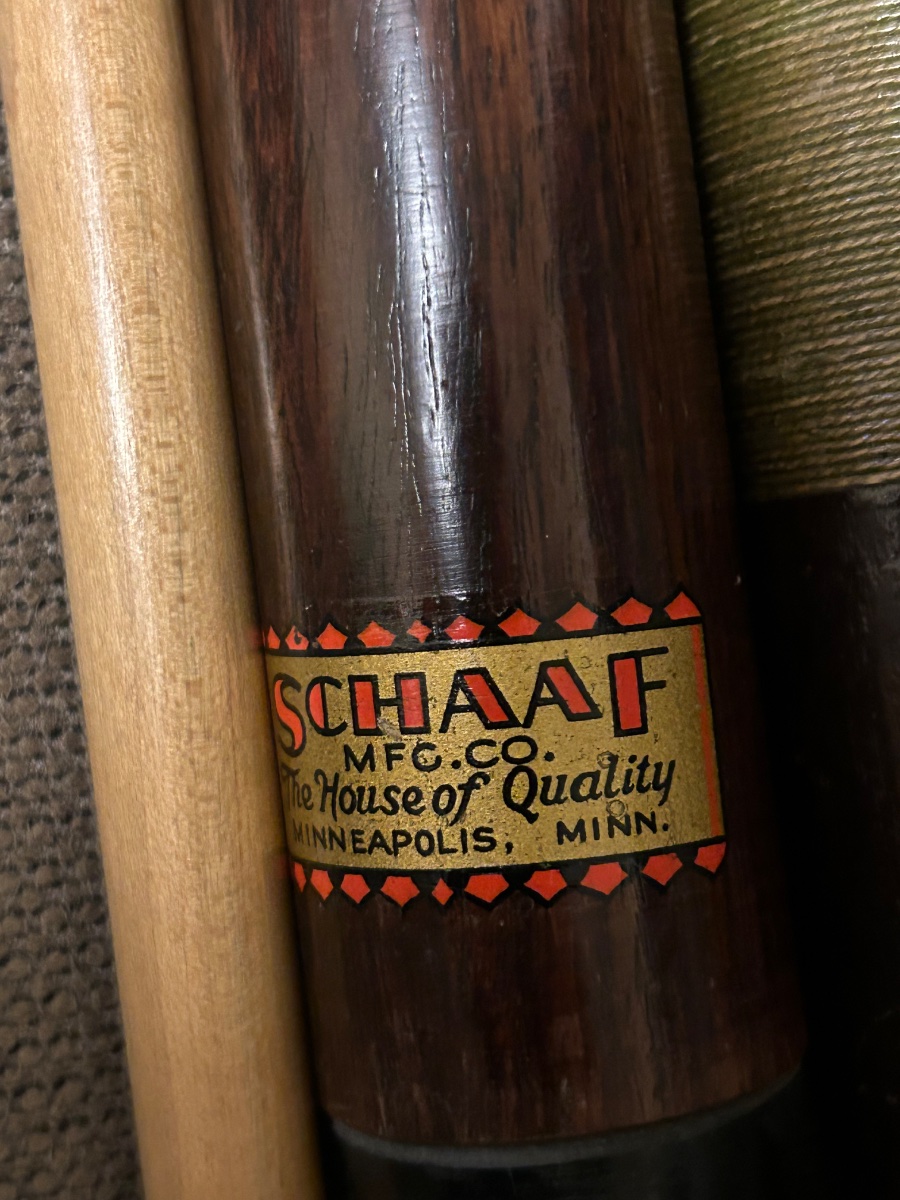 SCHAAF
MFG.CO.
The House of Quality
MINNEAPOLIS, MINN.